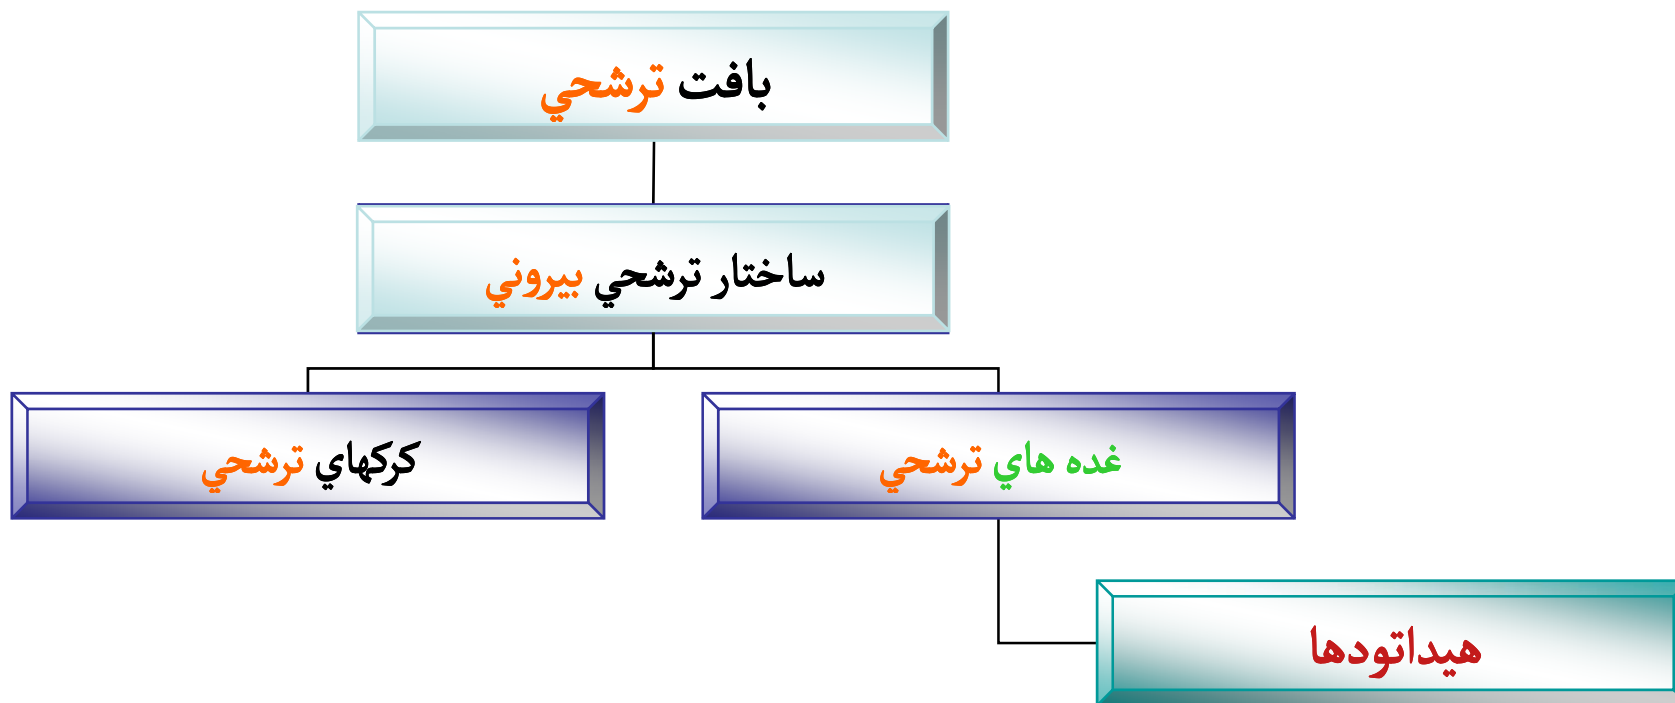 بافت ترشحي
ساختار ترشحي بيروني
غده هاي ترشحي
كركهاي ترشحي
هيداتودها